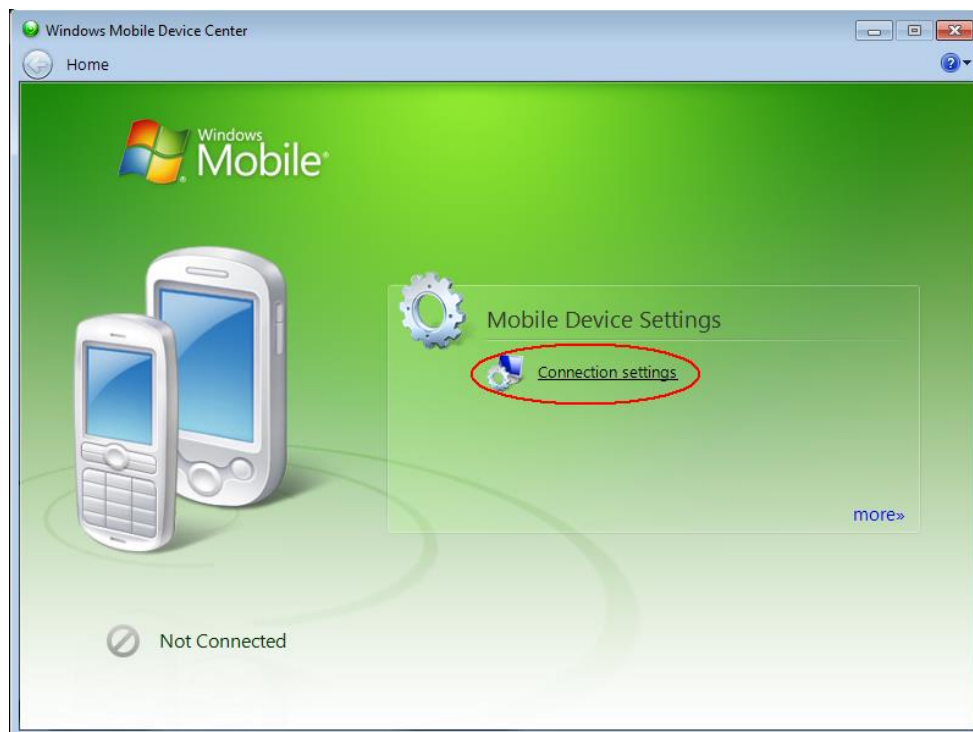 Windows Mobile Device Center
Home
Windows
Mobile®
Mobile Device Settings
Connection settings
more»
Not Connected